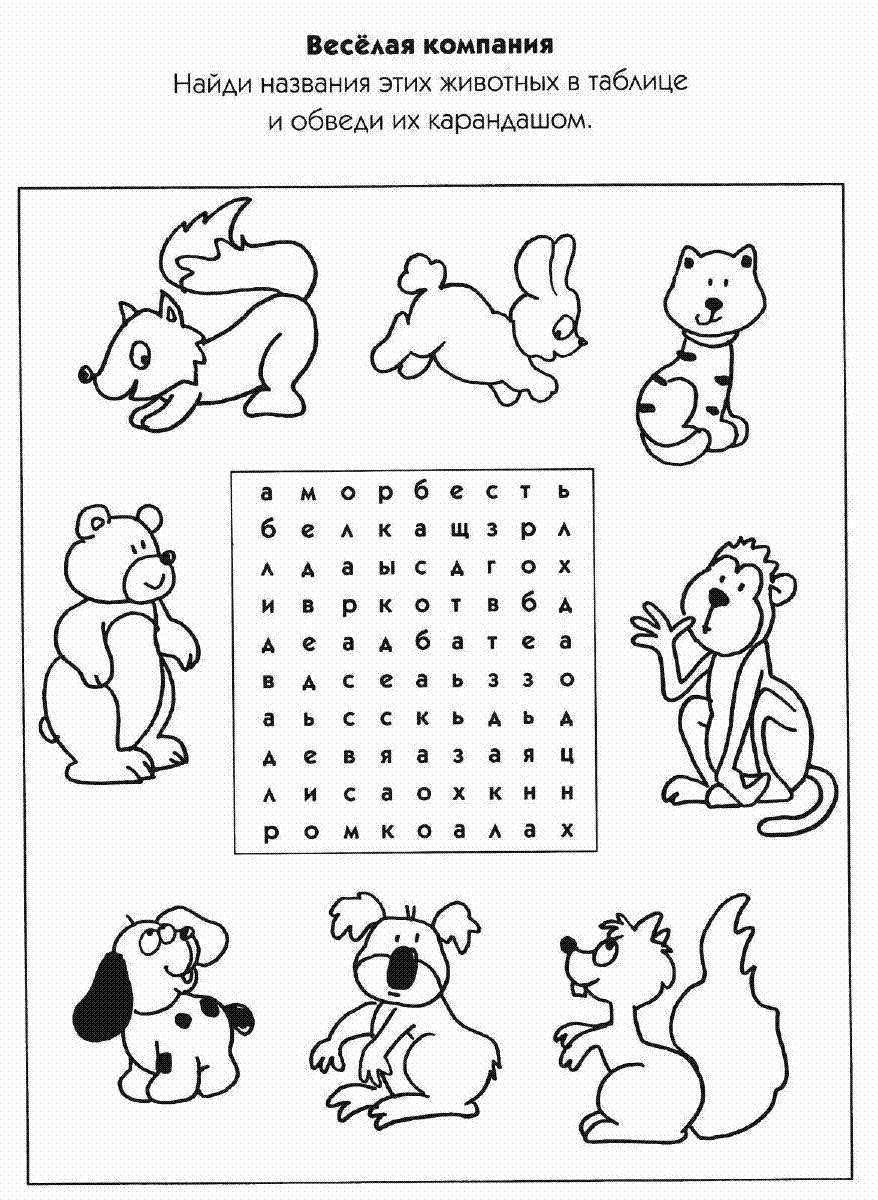 Весёлая компания
Найди названия этих животных в таблице
и обведи их карандашом.
а м о р б е с т ь
б е л к а щ з р л
л д а ы с д г о х
и в р к о т в б д
д е а д б а т е а
в д с е а ь з з о
а ь с с к ь д ь д
д е в я а з а я ц
л и с а о х к н н
р о м к о а л а х